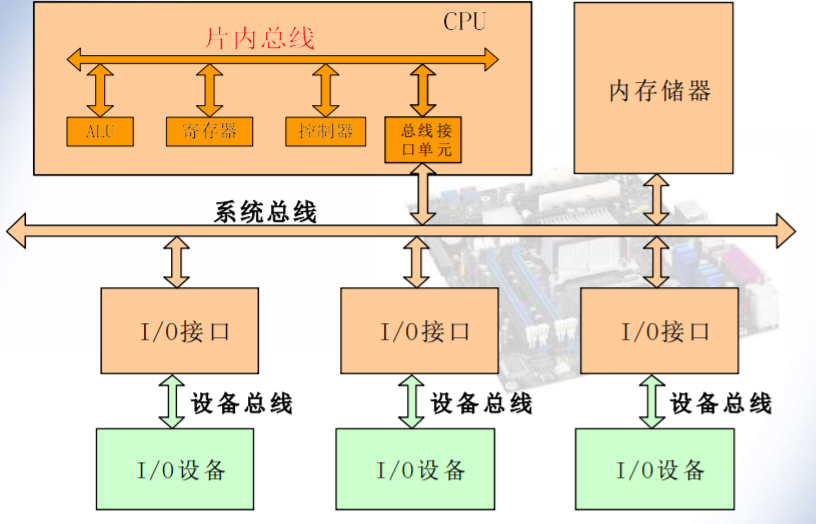 CPU
片内总线
内存储器
ALU
寄存器
控制器
总线接
口单元
系统总线
I/O接口
I/O接口
I/O接口
设备总线
设备总线
设备总线
I/O设备
I/O设备
I/O设备